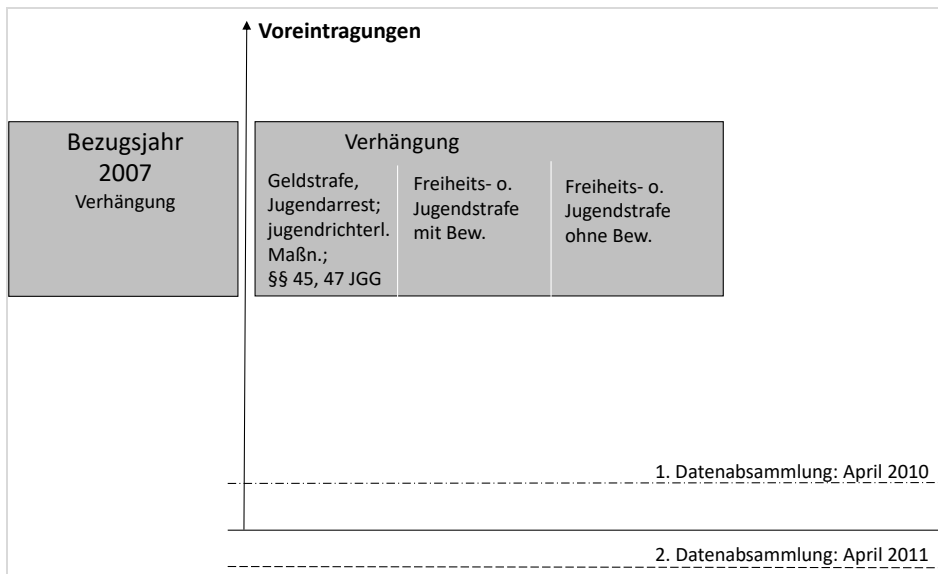 Voreintragungen
Bezugsjahr
2007
Verhängung
Verhängung
Geldstrafe,
Jugendarrest;
jugendrichterl.
Maßn.;
§§ 45, 47 JGG
Freiheits- o.
Jugendstrafe
mit Bew.
Freiheits- o.
Jugendstrafe
ohne Bew.
1. Datenabsammlung: April 2010
2. Datenabsammlung: April 2011